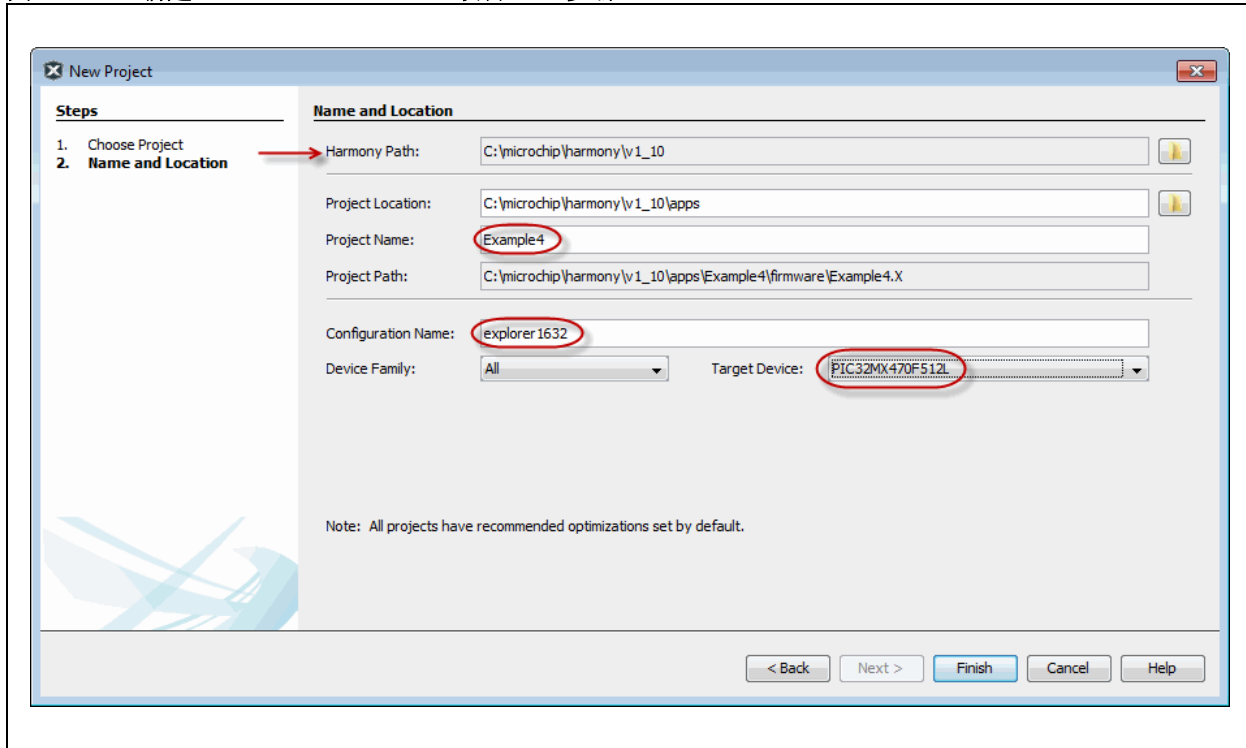 New Project
Steps
1. Choose Project
2. Name and Location
Name and Location
Harmony Path: C:\microchip\harmony\v1_10
Project Location: C:\microchip\harmony\v1_10\apps
Project Name: Example4
Project Path: C:\microchip\harmony\v1_10\apps\Example4\firmware\Example4.X
Configuration Name: explorer1632
Device Family: All Target Device: PIC32MX470F512L
Note: All projects have recommended optimizations set by default.
< Back Next > Finish Cancel Help